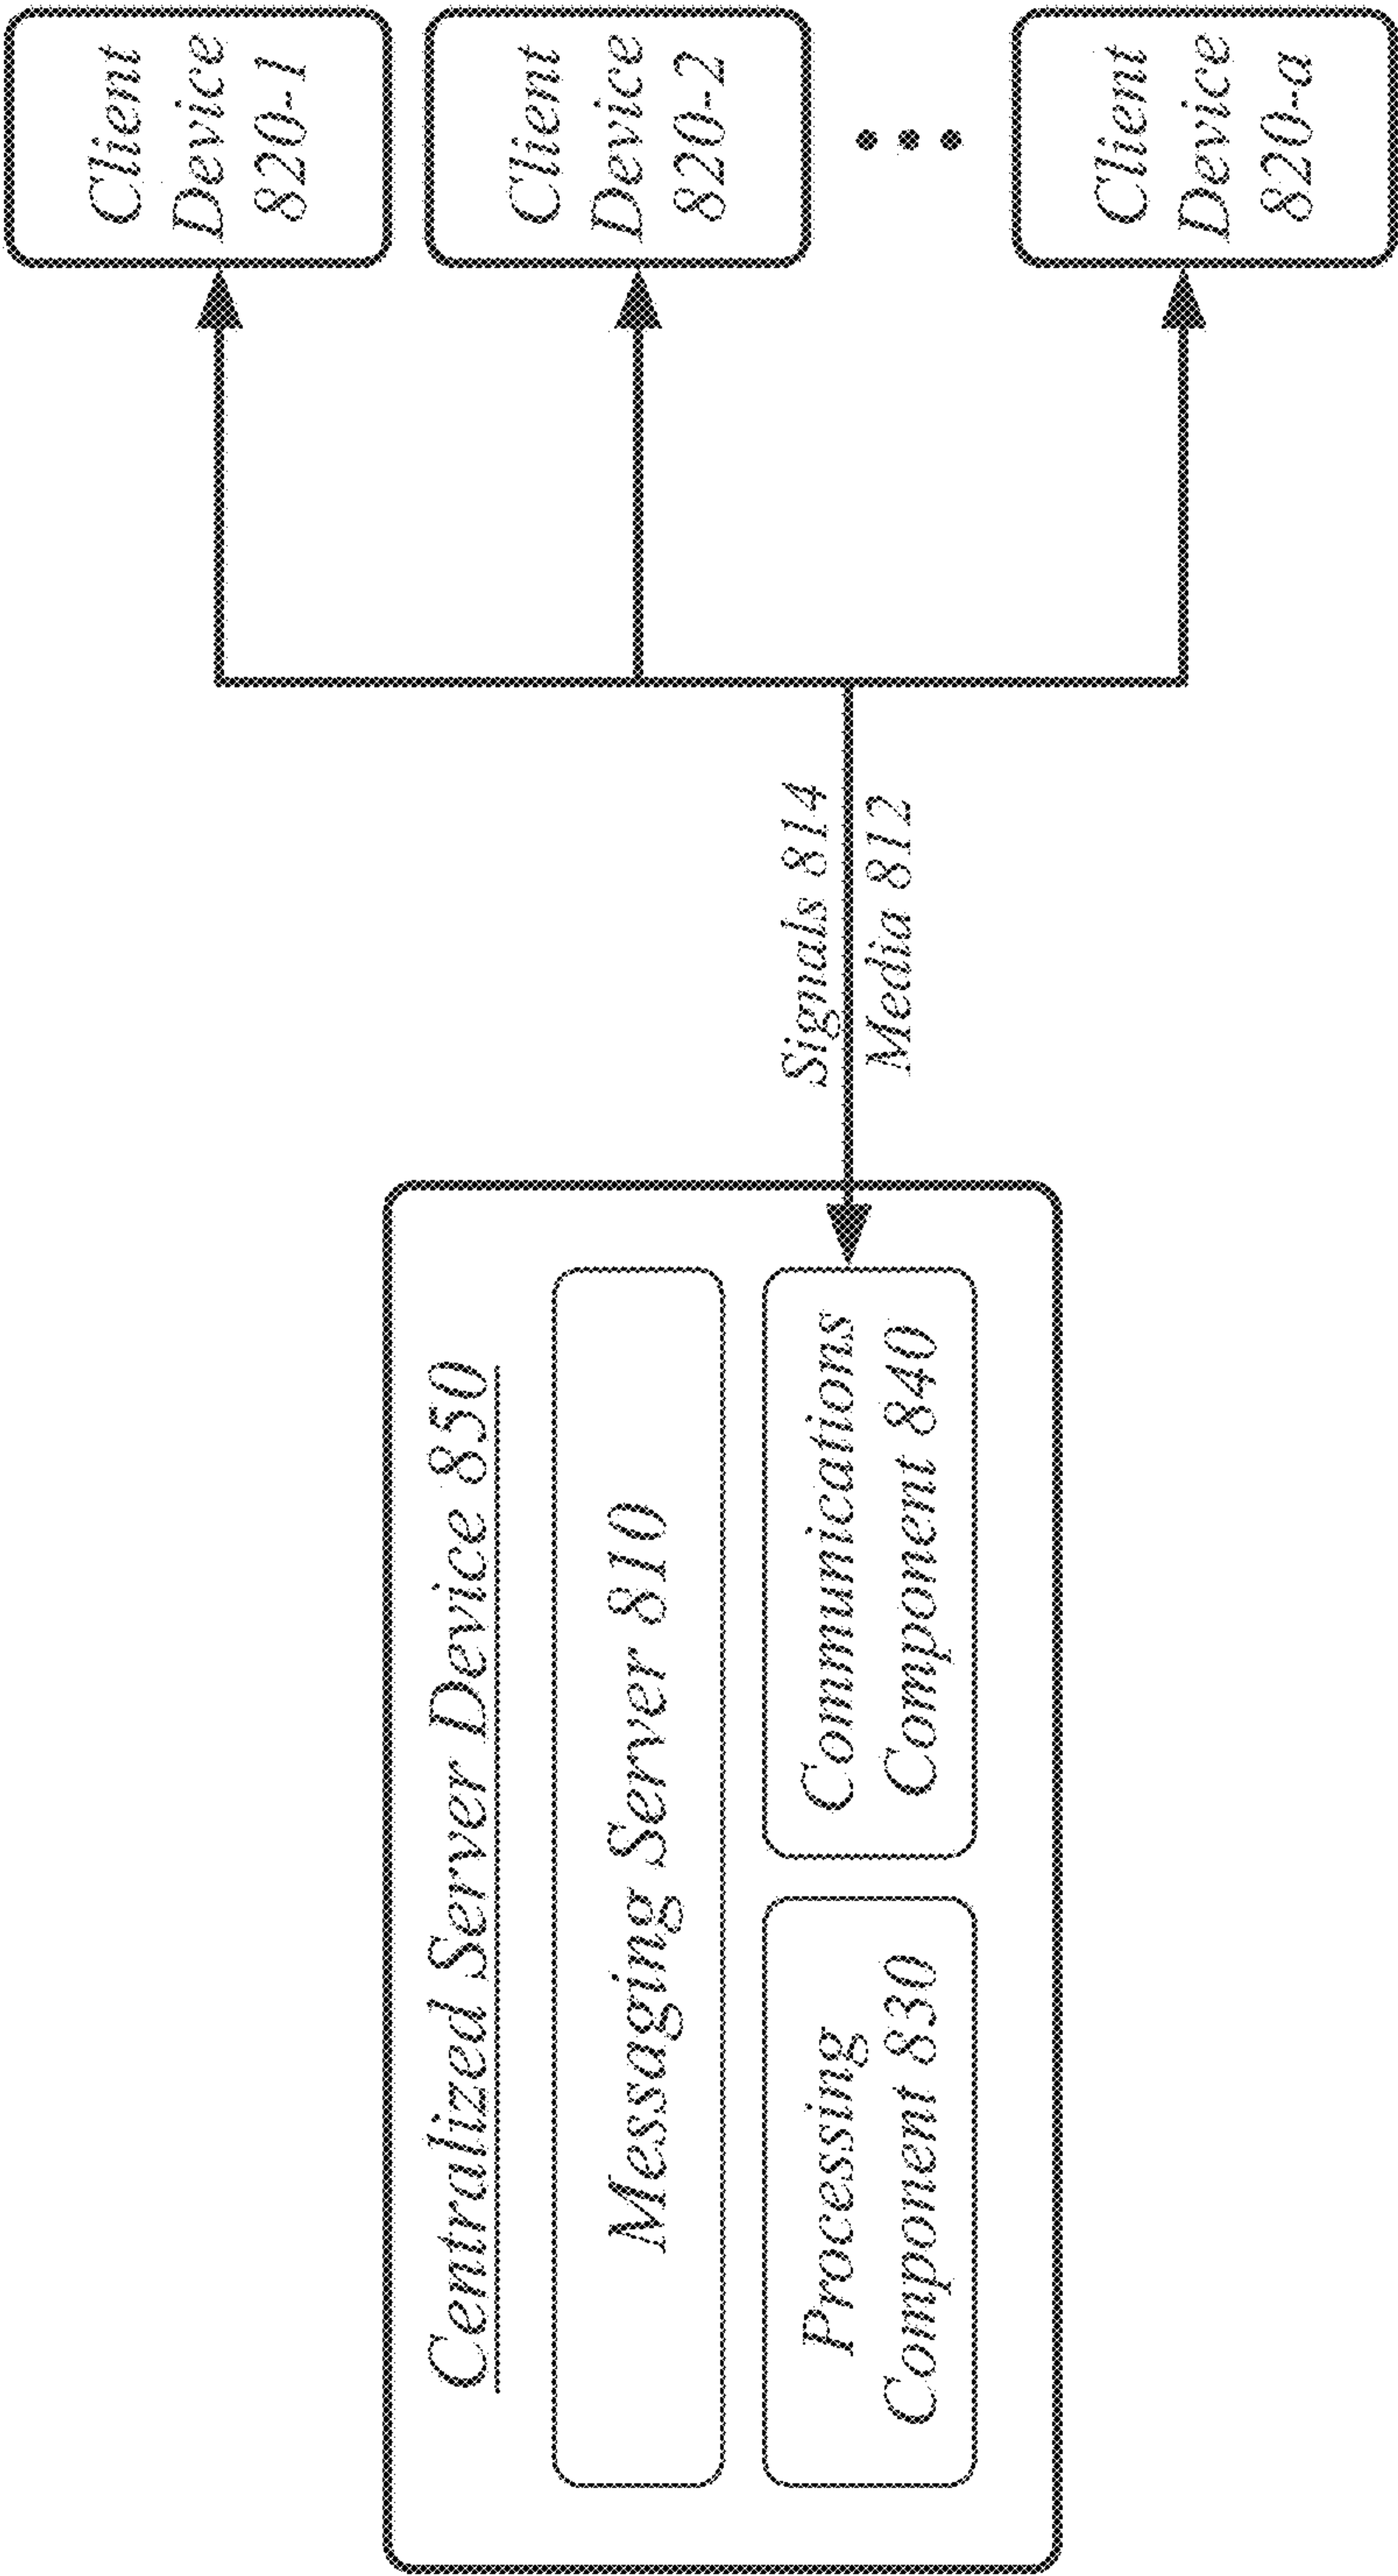 Centralized Server Device 850
Messaging Server 810
Processing
Component 830
Communications
Component 840
Signals 814
Media 812
Client
Device
820-1
Client
Device
820-2
Client
Device
820-a